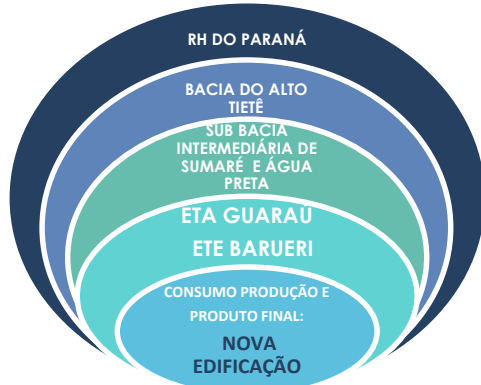 RH DO PARANÁ
BACIA DO ALTO
TIETÊ
SUB BACIA
INTERMEDIÁRIA DE
SUMARÉ E ÁGUA
PRETA
ETA GUARAÚ
ETE BARUERI
CONSUMO PRODUÇÃO E
PRODUTO FINAL:
NOVA
EDIFICAÇÃO